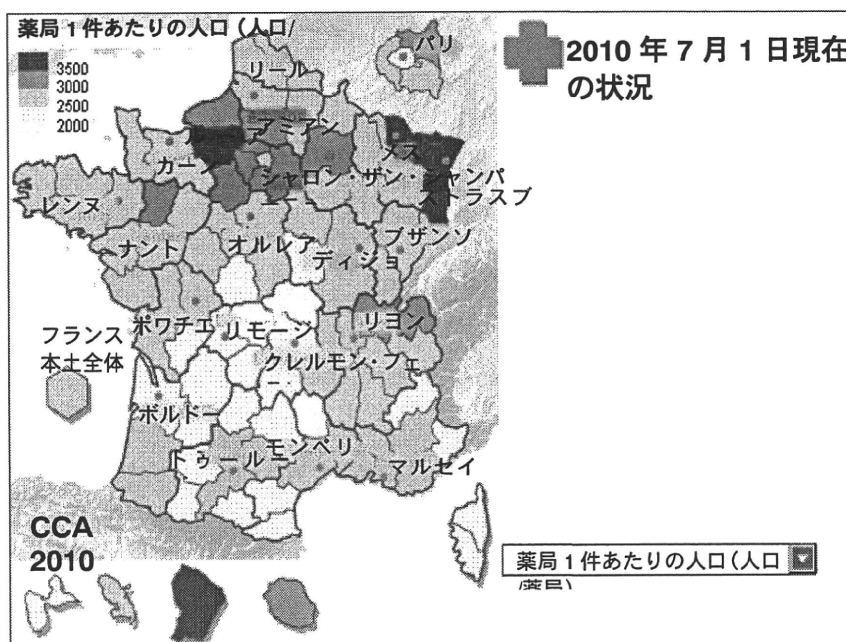 薬局1件あたりの人口（人口/
3500
3000
2500
2000
パリ
2010年7月1日現在
の状況
リール
アミアン
カーン
メス
シャロン・ザン・シャンパ
ーニュ
ストラスブ
レンヌ
ナント
オルレア
ブザンソ
ディジョ
ポワチエ
リモージ
リヨン
フランス
本土全体
クレルモン・フェ
ボルドー
トゥールー
モンペリ
マルセイ
CCA
2010
薬局1件あたりの人口（人口
/薬局）